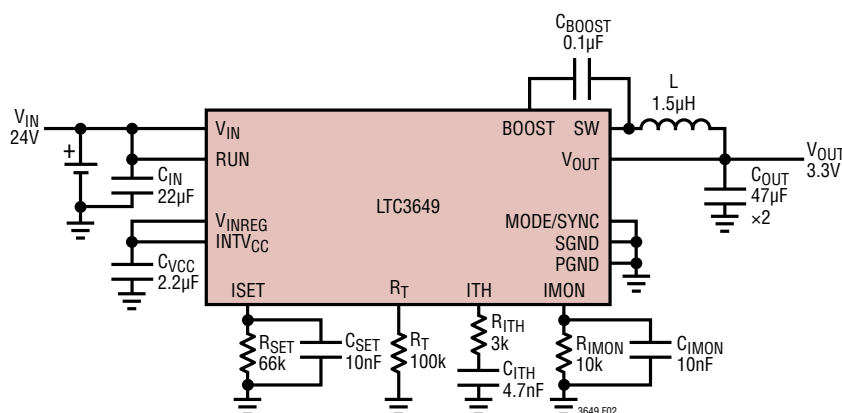 CBOOST
0.1µF
L
1.5µH
VIN
24V
+
VIN
BOOST
SW
RUN
VOUT
VOUT
3.3V
CIN
22µF
COUT
47µF
×2
LTC3649
VINREG
INTVCC
MODE/SYNC
SGND
PGND
CVCC
2.2µF
ISET
RT
ITH
IMON
RSET
66k
CSET
10nF
RT
100k
RITH
3k
CITH
4.7nF
RIMON
10k
CIMON
10nF
3649 F02